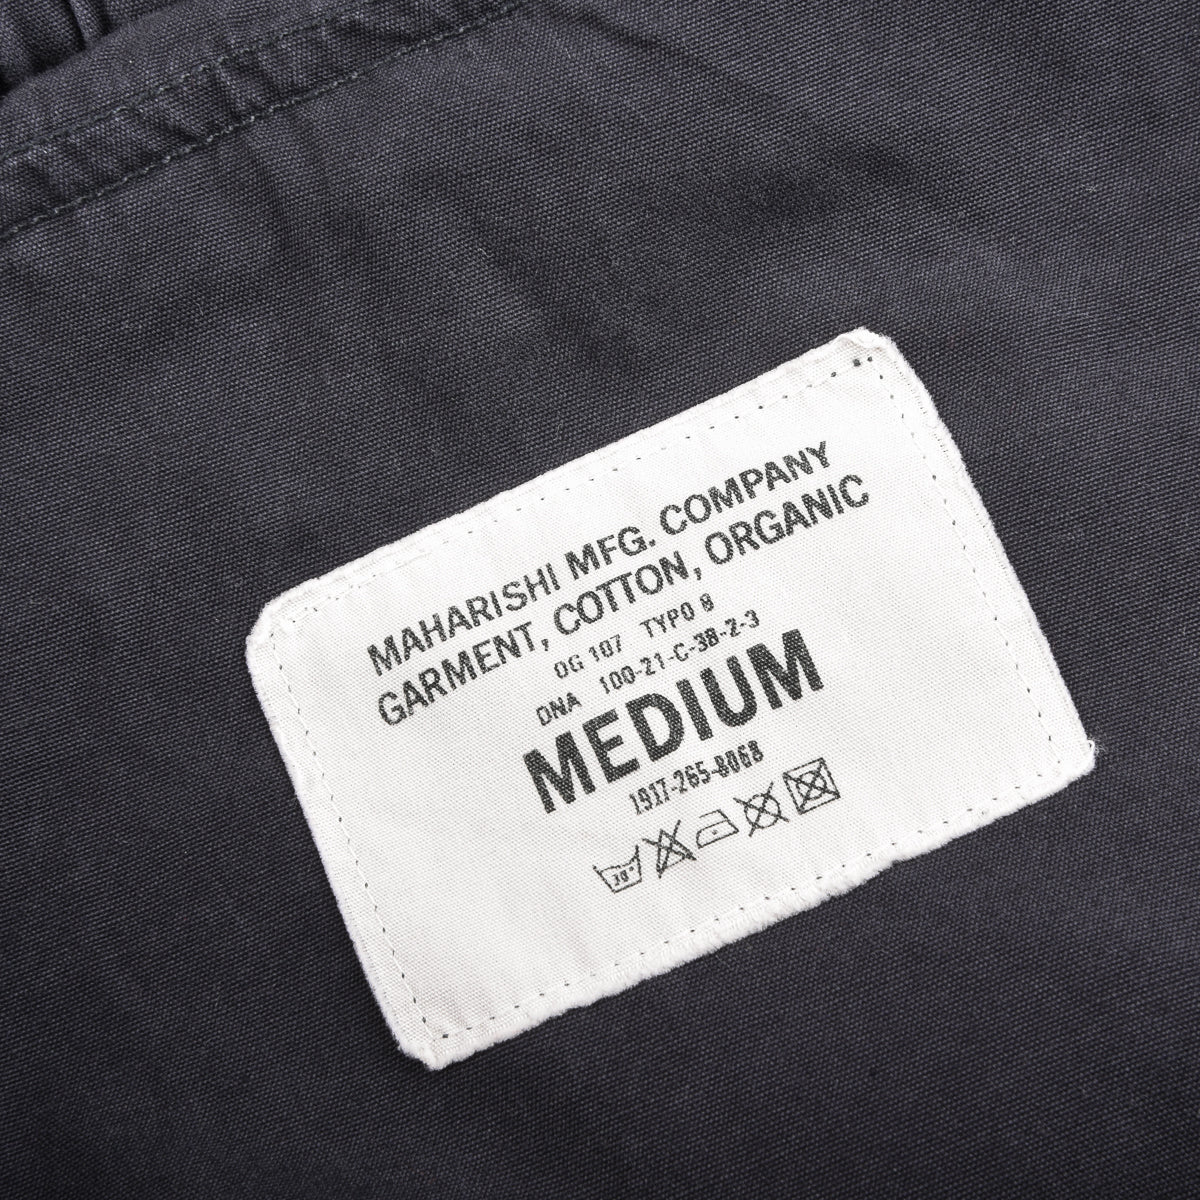 MAHARISHI MFG. COMPANY
GARMENT, COTTON, ORGANIC
OG 107 TYPO 8
DNA 100-21-C-38-2-3
MEDIUM
1917-265-8068
30°